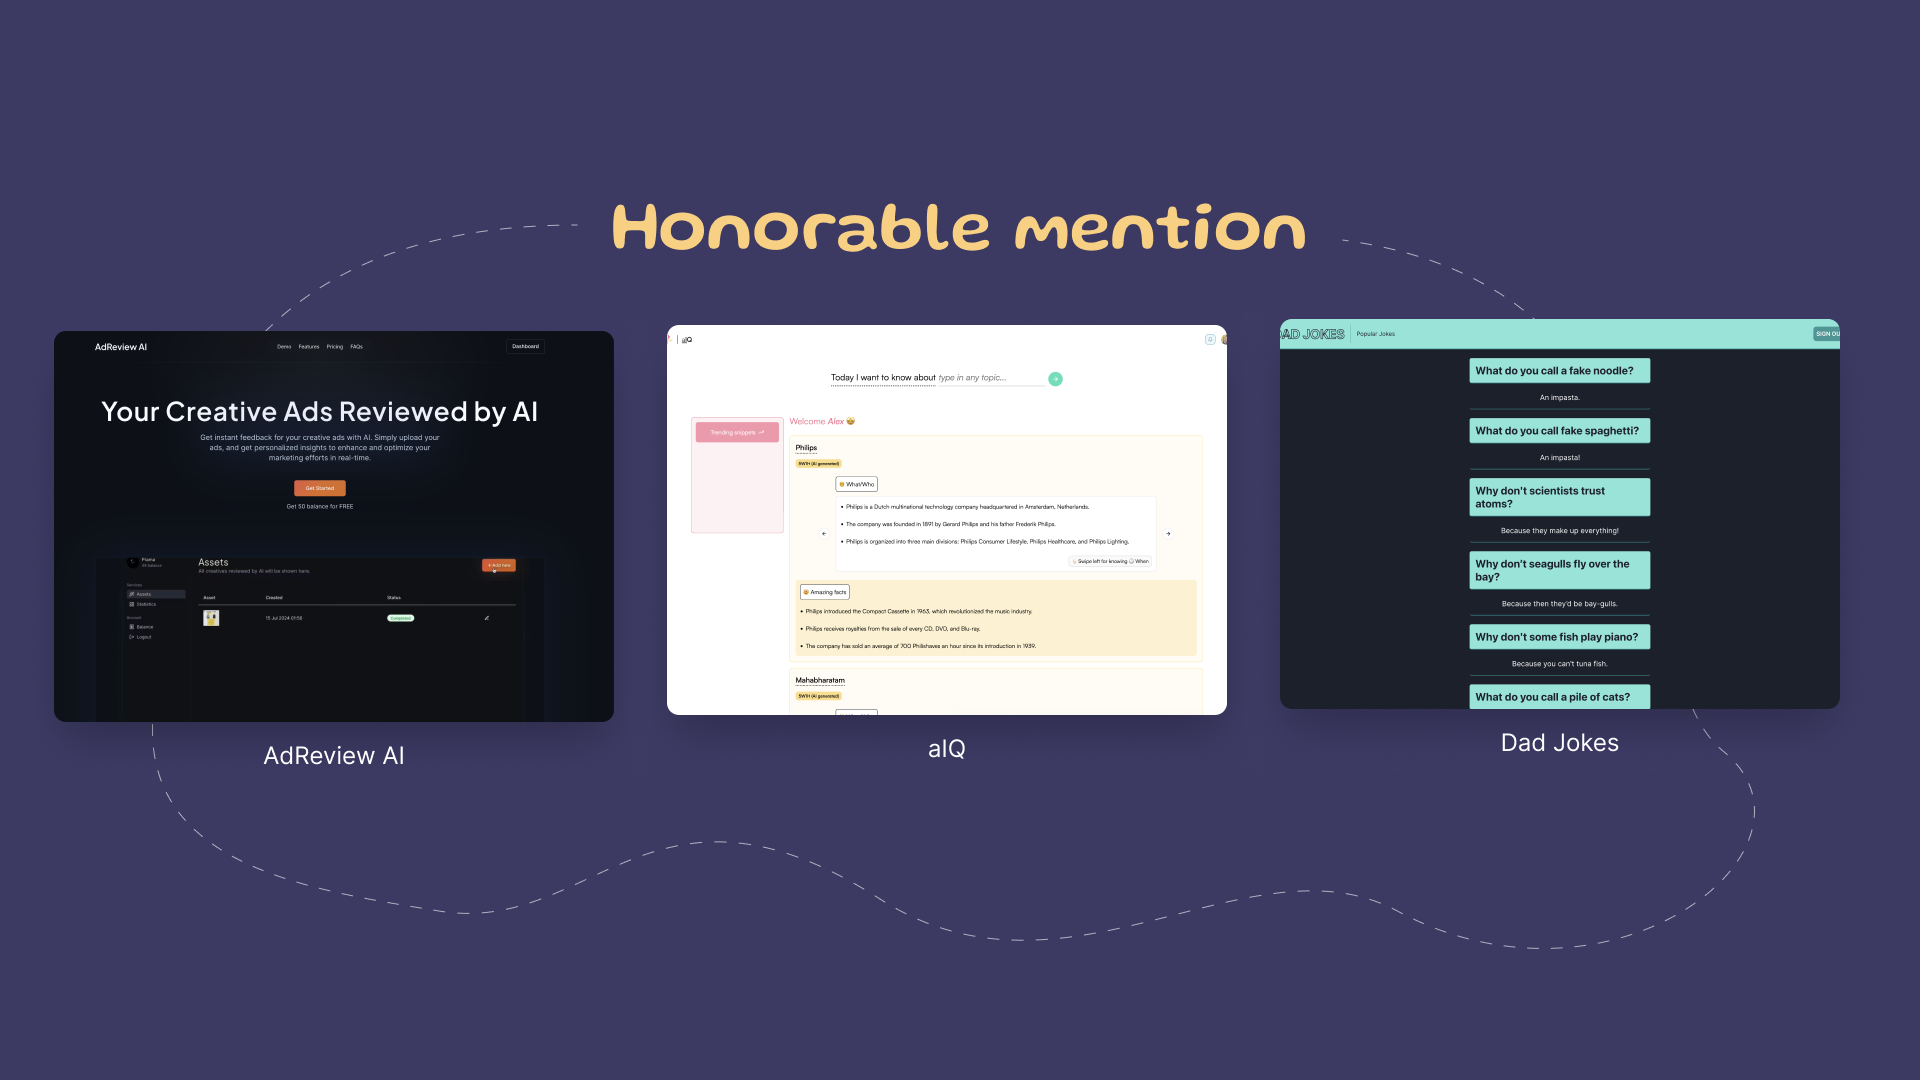 Honorable mention
AdReview AI
Demo Features Pricing FAQs
Dashboard
Your Creative Ads Reviewed by AI
Get instant feedback for your creative ads with AI. Simply upload your
ads, and get personalized insights to enhance and optimize your
marketing efforts in real-time.
Get Started
Get 50 balance for FREE
Assets
All creatives reviewed by AI will be shown here.
+ Add new
Services
Assets
Statistics
Account
Balance
Logout
Asset Created Status
15 Jul 2024 01:58
Completed
AdReview AI
aIQ
Today I want to know about type in any topic...
Trending snippets
Welcome Alex
Philips
5W1H (AI generated)
What/Who
• Philips is a Dutch multinational technology company headquartered in Amsterdam, Netherlands.
• The company was founded in 1891 by Gerard Philips and his father Frederik Philips.
• Philips is organized into three main divisions: Philips Consumer Lifestyle, Philips Healthcare, and Philips Lighting.
Swipe left for knowing When
Amazing facts
• Philips introduced the Compact Cassette in 1963, which revolutionized the music industry.
• Philips receives royalties from the sale of every CD, DVD, and Blu-ray.
• The company has sold an average of 700 Philishaves an hour since its introduction in 1939.
Mahabharatam
5W1H (AI generated)
aIQ
DAD JOKES
Popular Jokes
SIGN OU
What do you call a fake noodle?
An impasta.
What do you call fake spaghetti?
An impasta!
Why don't scientists trust
atoms?
Because they make up everything!
Why don't seagulls fly over the
bay?
Because then they'd be bay-gulls.
Why don't some fish play piano?
Because you can't tuna fish.
What do you call a pile of cats?
Dad Jokes